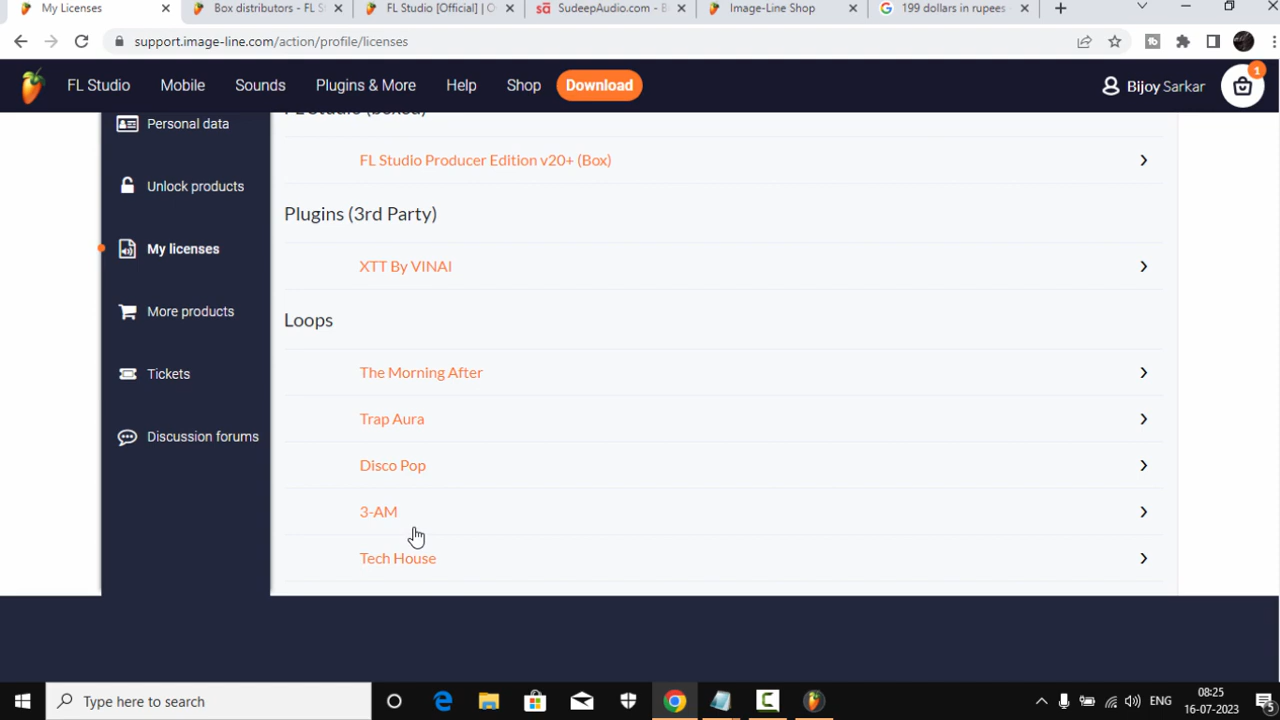 My Licenses
Box distributors - FL S
FL Studio [Official] | O
SudeepAudio.com - B
Image-Line Shop
199 dollars in rupees
support.image-line.com/action/profile/licenses
FL Studio
Mobile
Sounds
Plugins & More
Help
Shop
Download
Bijoy Sarkar
1
Personal data
Unlock products
My licenses
More products
Tickets
Discussion forums
FL Studio (boxed)
FL Studio Producer Edition v20+ (Box)
Plugins (3rd Party)
XTT By VINAI
Loops
The Morning After
Trap Aura
Disco Pop
3-AM
Tech House
Type here to search
ENG
08:25
16-07-2023
5